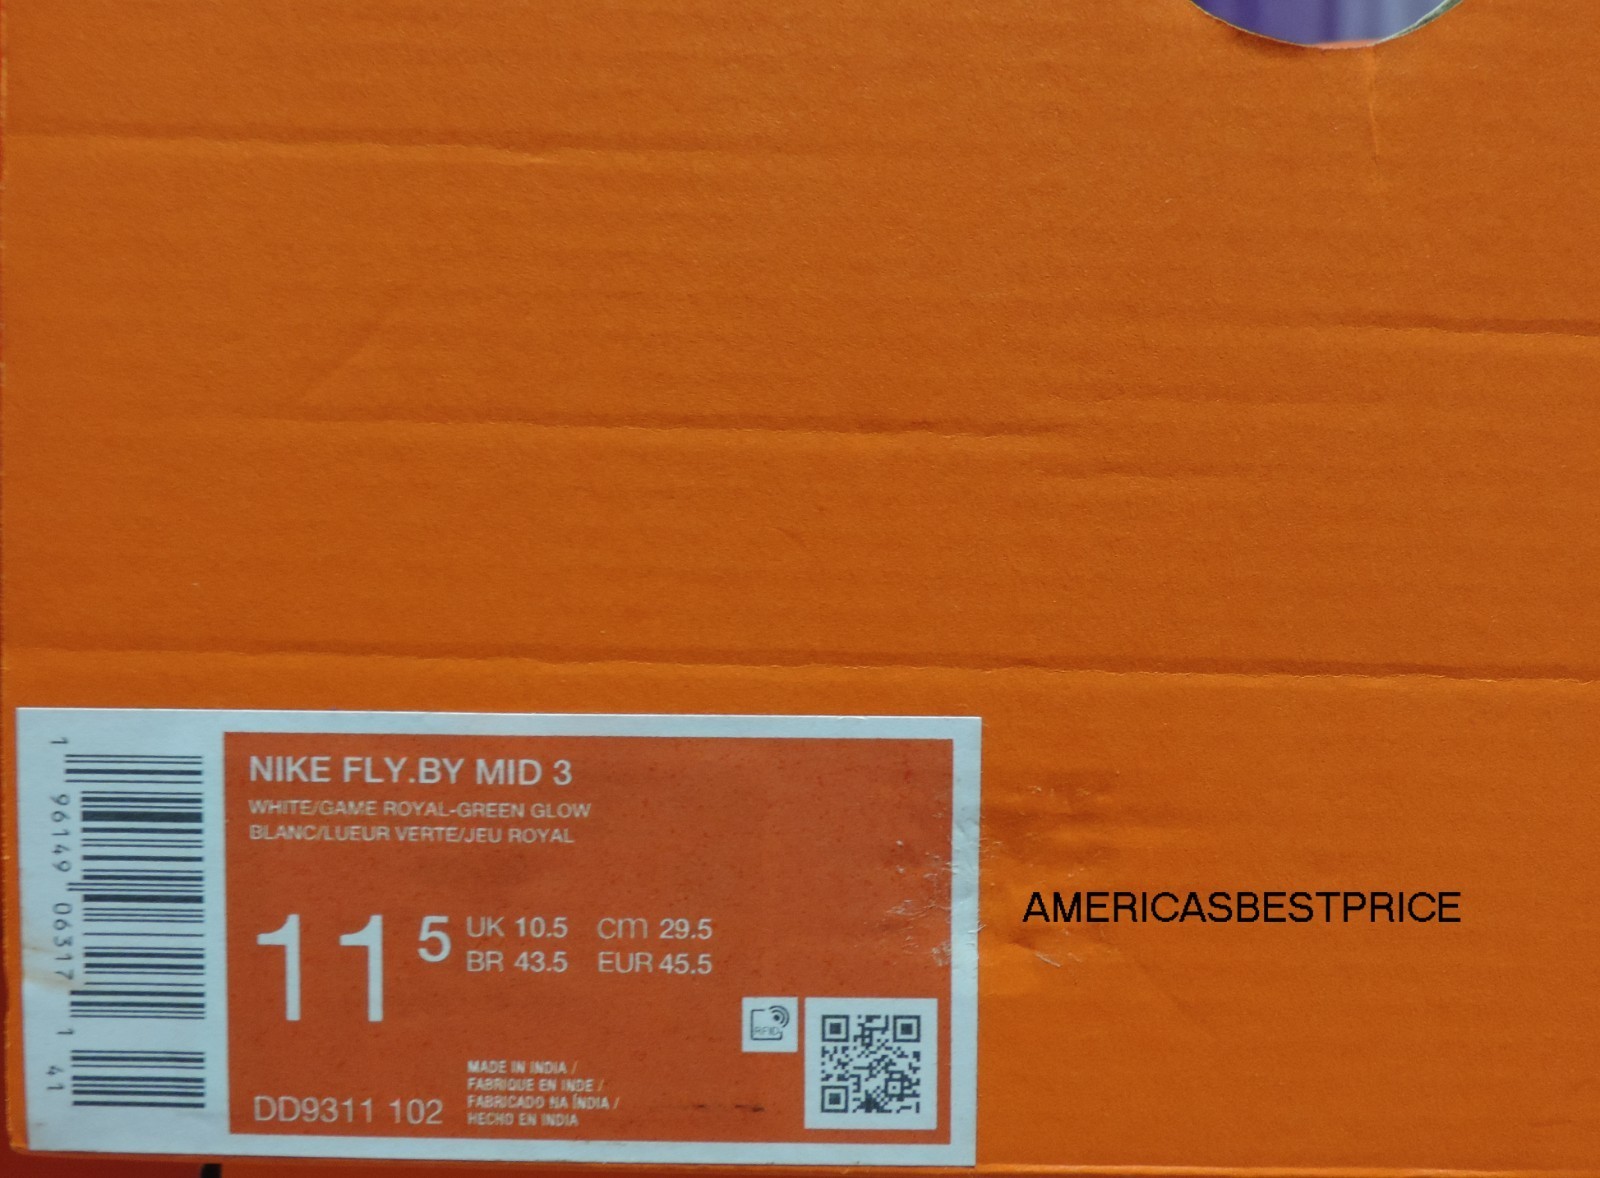 NIKE FLY.BY MID 3
WHITE/GAME ROYAL-GREEN GLOW
BLANC/LUEUR VERTE/JEU ROYAL
11 5
UK 10.5 cm 29.5
BR 43.5 EUR 45.5
RFID
MADE IN INDIA /
FABRIQUE EN INDE /
FABRICADO NA ÍNDIA /
HECHO EN INDIA
DD9311 102
1 96149 06317 1 41
AMERICASBESTPRICE